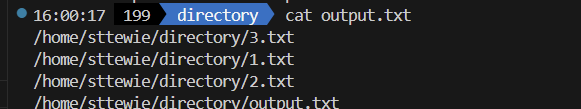 16:00:17 199 directory cat output.txt
/home/sttewie/directory/3.txt
/home/sttewie/directory/1.txt
/home/sttewie/directory/2.txt
/home/sttewie/directory/output.txt